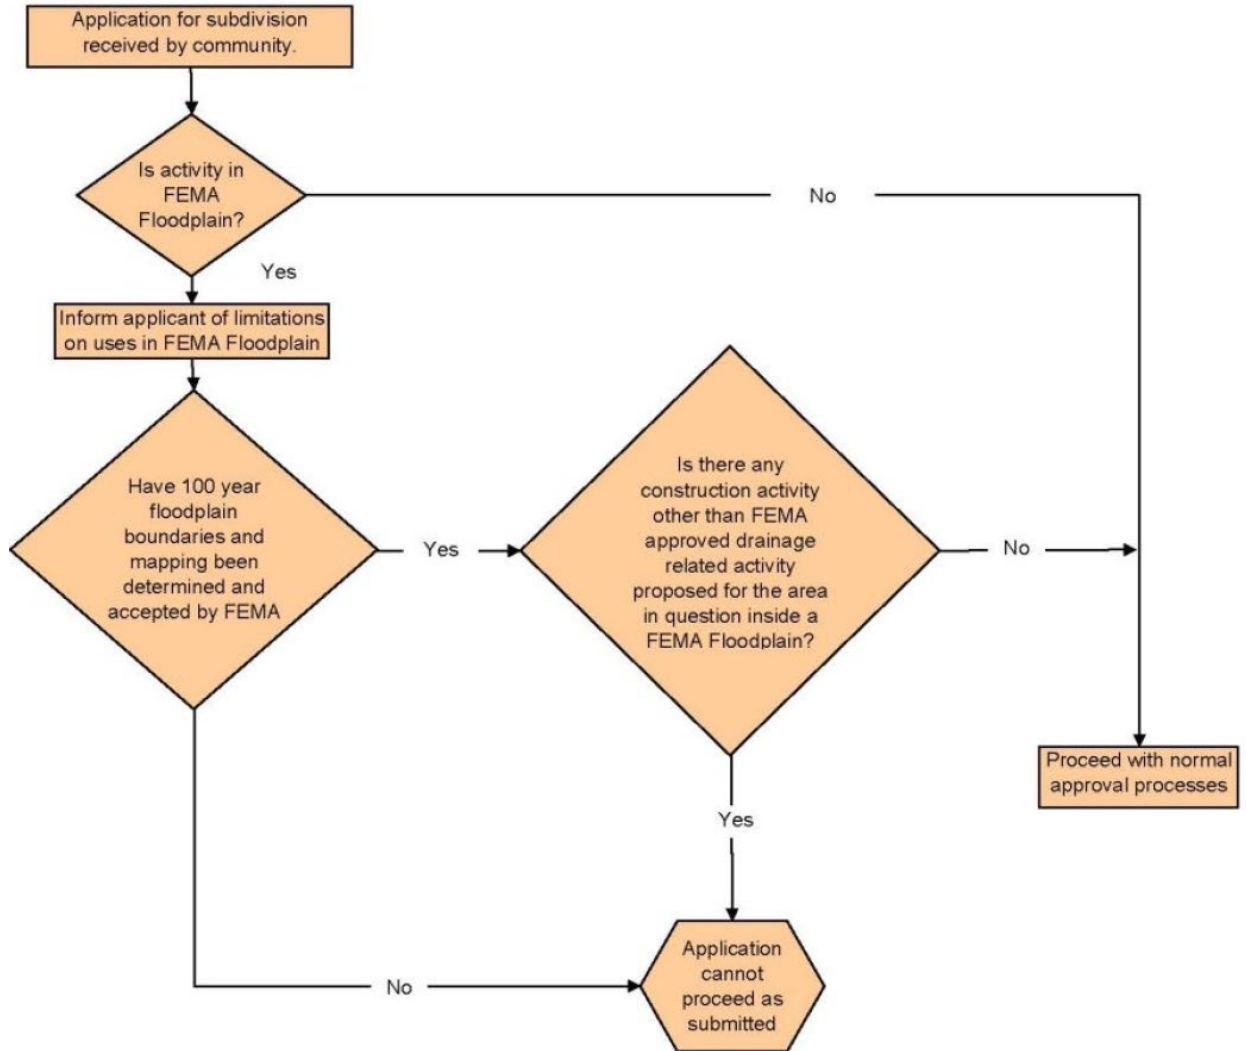 Application for subdivision
received by community.
Is activity in
FEMA
Floodplain?
No
Yes
Inform applicant of limitations
on uses in FEMA Floodplain
Have 100 year
floodplain
boundaries and
mapping been
determined and
accepted by FEMA
Yes
Is there any
construction activity
other than FEMA
approved drainage
related activity
proposed for the area
in question inside a
FEMA Floodplain?
No
Proceed with normal
approval processes
Yes
Application
cannot
proceed as
submitted
No